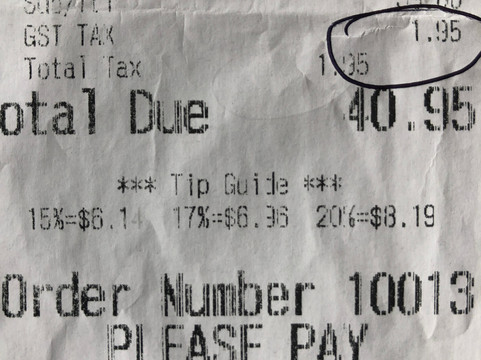 GST TAX 1.95
Total Tax 1.95
otal Due 40.95
*** Tip Guide ***
15%=$6.14 17%=$6.96 20%=$8.19
Order Number 10013
PLEASE PAY